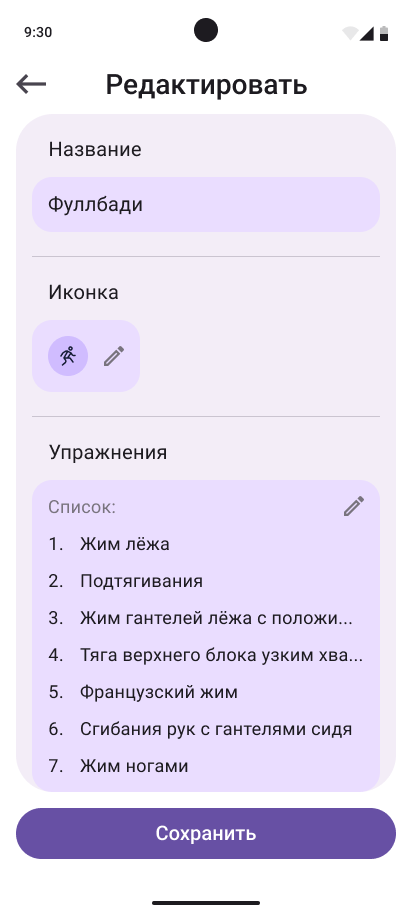 9:30
Редактировать
Название
Фуллбади
Иконка
Упражнения
Список:
1. Жим лёжа
2. Подтягивания
3. Жим гантелей лёжа с положи...
4. Тяга верхнего блока узким хва...
5. Французский жим
6. Сгибания рук с гантелями сидя
7. Жим ногами
Сохранить